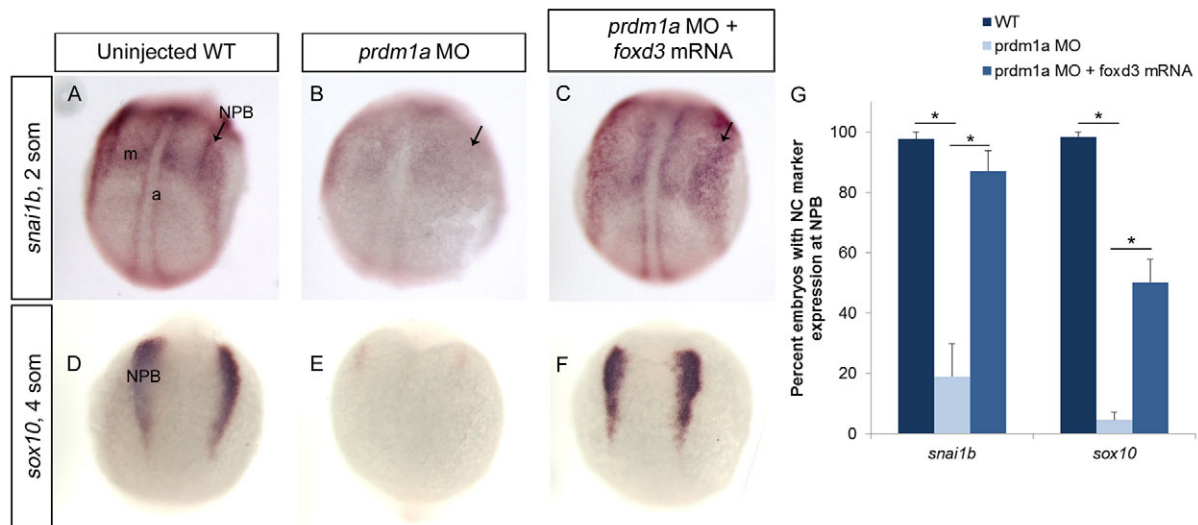 Uninjected WT
prdm1a MO
prdm1a MO +
foxd3 mRNA
snai1b, 2 som
A
NPB
m
a
B
C
sox10, 4 som
D
NPB
E
F
WT
prdm1a MO
prdm1a MO + foxd3 mRNA
G
Percent embryos with NC marker
expression at NPB
100
80
60
40
20
0
*
*
*
*
snai1b
sox10